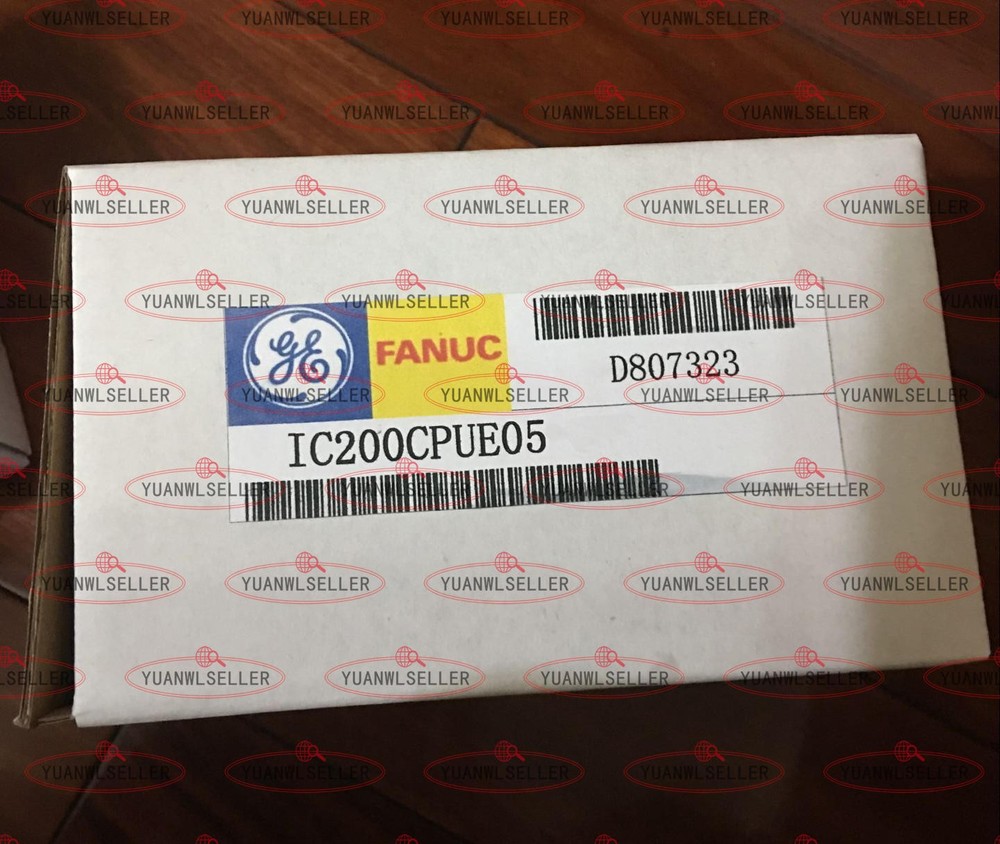 GE
FANUC
D807323
IC200CPUE05
YUANWLSELLER